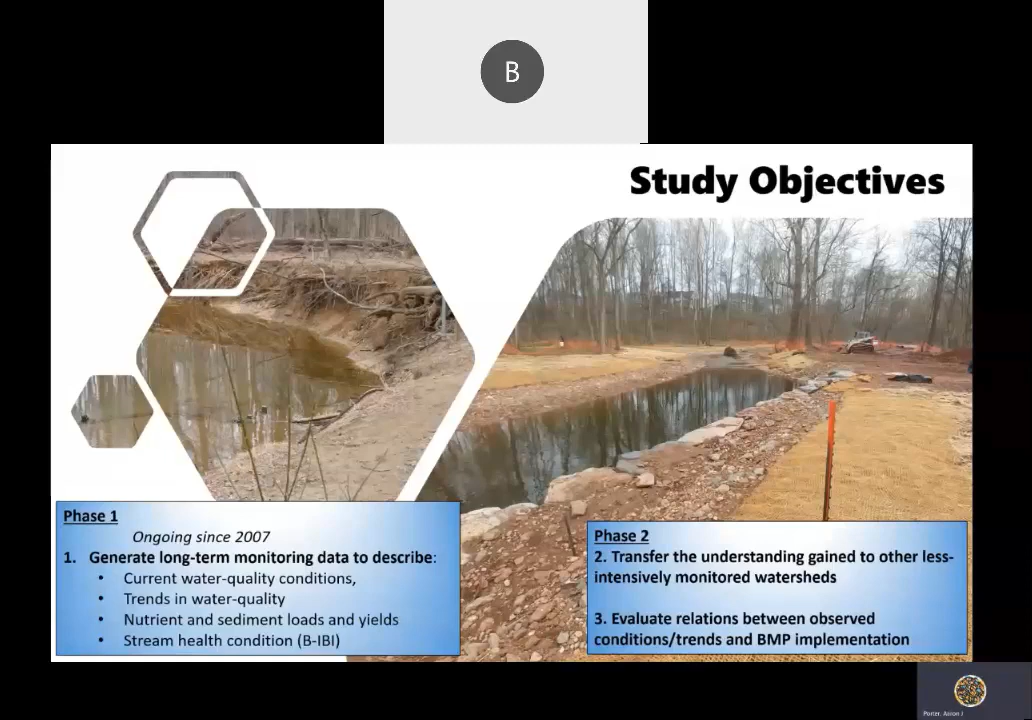 B
Study Objectives
Phase 1
Ongoing since 2007
1. Generate long-term monitoring data to describe:
• Current water-quality conditions,
• Trends in water-quality
• Nutrient and sediment loads and yields
• Stream health condition (B-IBI)
Phase 2
2. Transfer the understanding gained to other less-
intensively monitored watersheds
3. Evaluate relations between observed
conditions/trends and BMP implementation
Porter, Aaron J